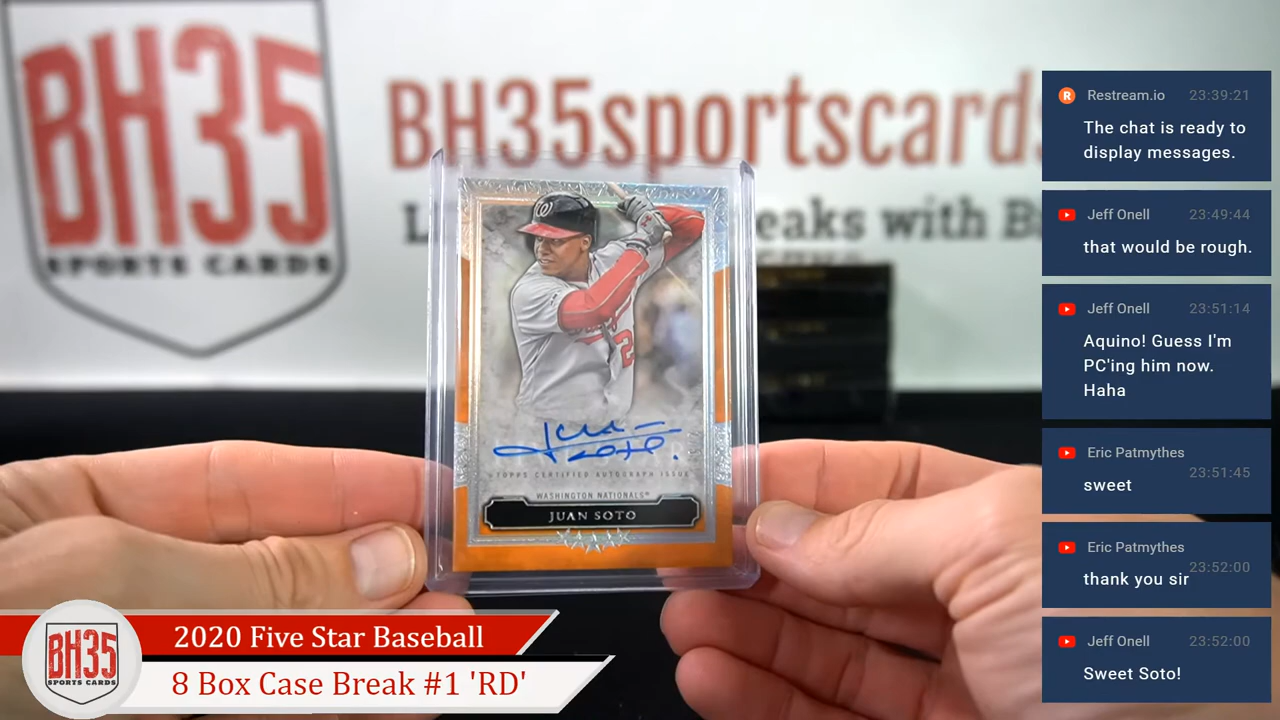 BH35
SPORTS CARDS
BH35sportscards
eaks with B
W
2
Juan Soto
TOPPS CERTIFIED AUTOGRAPH ISSUE
WASHINGTON NATIONALS®
JUAN SOTO
BH35
SPORTS CARDS
2020 Five Star Baseball
8 Box Case Break #1 'RD'
R Restream.io 23:39:21
The chat is ready to
display messages.
Jeff Onell 23:49:44
that would be rough.
Jeff Onell 23:51:14
Aquino! Guess I'm
PC'ing him now.
Haha
Eric Patmythes
23:51:45
sweet
Eric Patmythes
23:52:00
thank you sir
Jeff Onell 23:52:00
Sweet Soto!